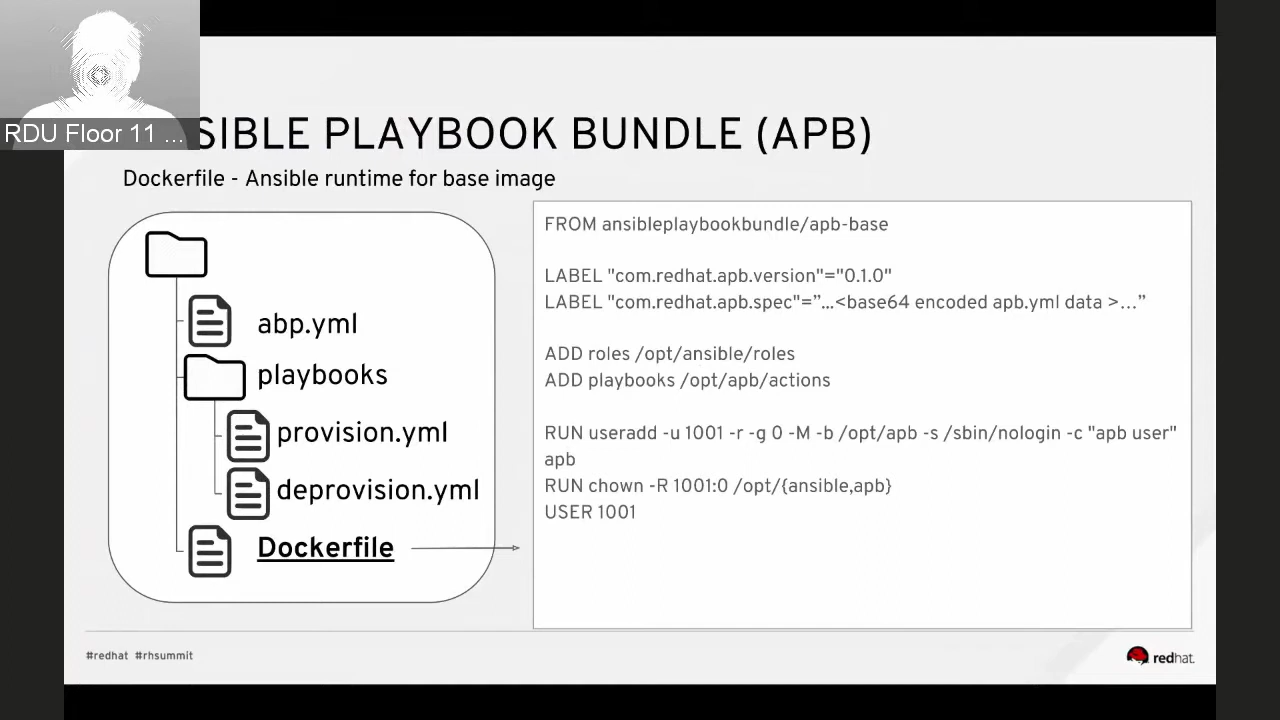 RDU Floor 11 ...
SIBLE PLAYBOOK BUNDLE (APB)
Dockerfile - Ansible runtime for base image
abp.yml
playbooks
provision.yml
deprovision.yml
Dockerfile
FROM ansibleplaybookbundle/apb-base
LABEL "com.redhat.apb.version"="0.1.0"
LABEL "com.redhat.apb.spec"=”...<base64 encoded apb.yml data >...”
ADD roles /opt/ansible/roles
ADD playbooks /opt/apb/actions
RUN useradd -u 1001 -r -g 0 -M -b /opt/apb -s /sbin/nologin -c "apb user"
apb
RUN chown -R 1001:0 /opt/{ansible,apb}
USER 1001
#redhat #rhsummit
redhat.